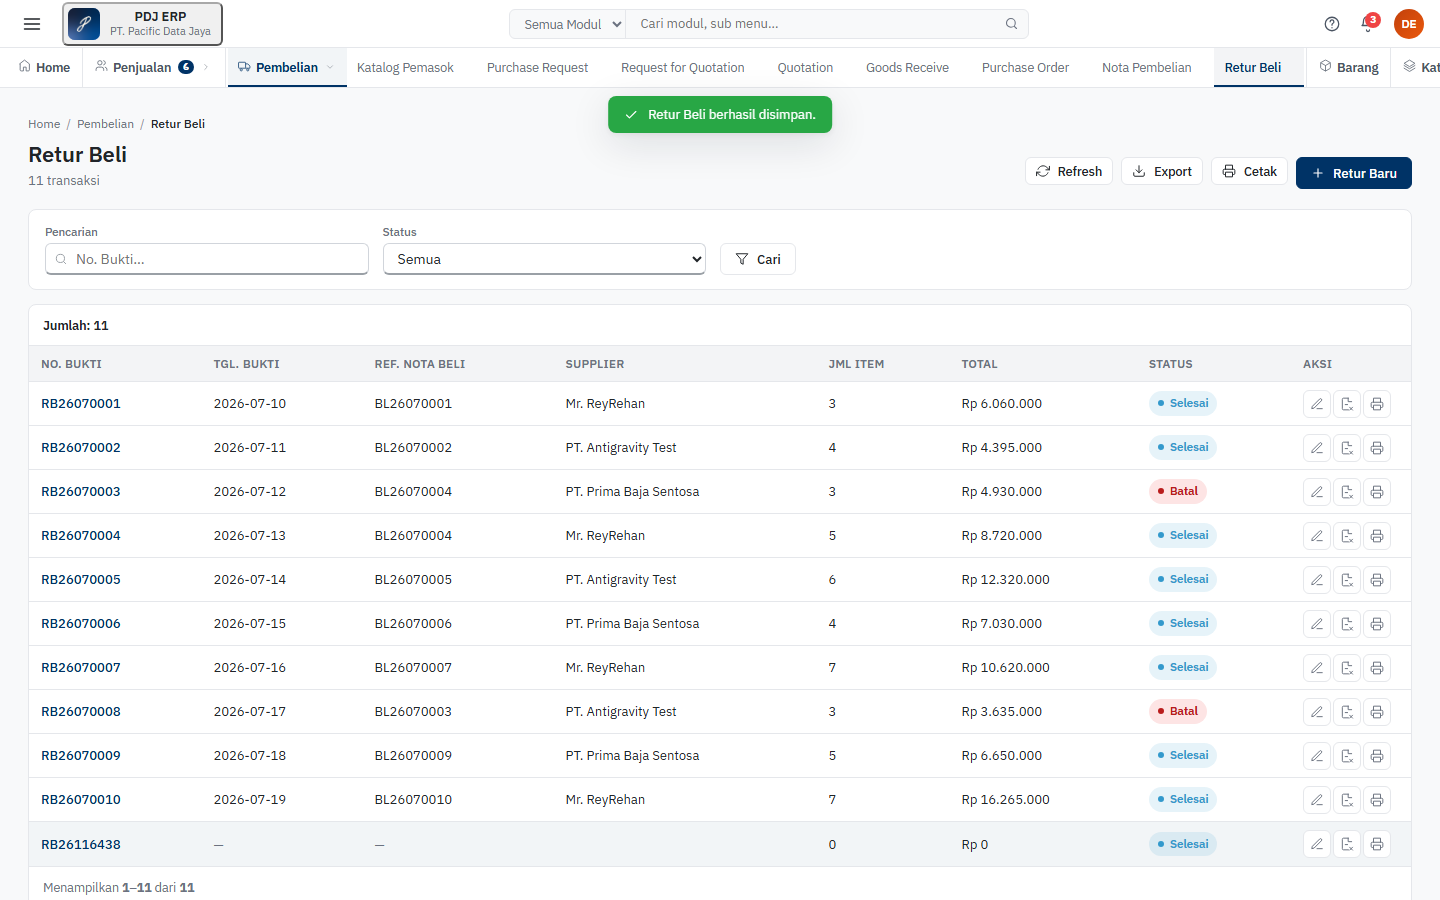 PDJ ERP
PT. Pacific Data Jaya
Semua Modul
Cari modul, sub menu...
3
DE
Home
Penjualan 6
Pembelian
Katalog Pemasok
Purchase Request
Request for Quotation
Quotation
Goods Receive
Purchase Order
Nota Pembelian
Retur Beli
Barang
Kat
Retur Beli berhasil disimpan.
Home / Pembelian / Retur Beli
Retur Beli
11 transaksi
Refresh
Export
Cetak
Retur Baru
Pencarian
Status
No. Bukti...
Semua
Cari
Jumlah: 11
NO. BUKTI TGL. BUKTI REF. NOTA BELI SUPPLIER JML ITEM TOTAL STATUS AKSI
RB26070001 2026-07-10 BL26070001 Mr. ReyRehan 3 Rp 6.060.000 Selesai
RB26070002 2026-07-11 BL26070002 PT. Antigravity Test 4 Rp 4.395.000 Selesai
RB26070003 2026-07-12 BL26070004 PT. Prima Baja Sentosa 3 Rp 4.930.000 Batal
RB26070004 2026-07-13 BL26070004 Mr. ReyRehan 5 Rp 8.720.000 Selesai
RB26070005 2026-07-14 BL26070005 PT. Antigravity Test 6 Rp 12.320.000 Selesai
RB26070006 2026-07-15 BL26070006 PT. Prima Baja Sentosa 4 Rp 7.030.000 Selesai
RB26070007 2026-07-16 BL26070007 Mr. ReyRehan 7 Rp 10.620.000 Selesai
RB26070008 2026-07-17 BL26070003 PT. Antigravity Test 3 Rp 3.635.000 Batal
RB26070009 2026-07-18 BL26070009 PT. Prima Baja Sentosa 5 Rp 6.650.000 Selesai
RB26070010 2026-07-19 BL26070010 Mr. ReyRehan 7 Rp 16.265.000 Selesai
RB26116438 — — 0 Rp 0 Selesai
Menampilkan 1–11 dari 11